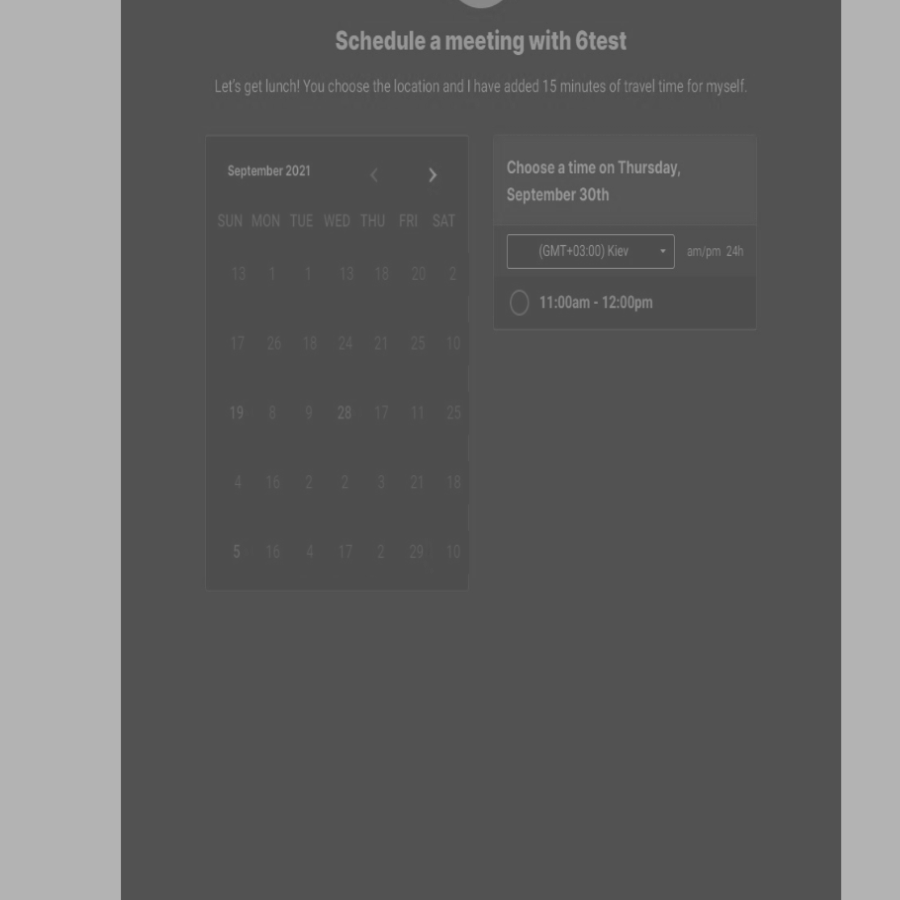 Schedule a meeting with 6test
Let's get lunch! You choose the location and I have added 15 minutes of travel time for myself.
September 2021
SUN MON TUE WED THU FRI SAT
13 1 1 13 18 20 2
17 26 18 24 21 25 10
19 8 9 28 17 11 25
4 16 2 2 3 21 18
5 16 4 17 2 29 10
Choose a time on Thursday,
September 30th
(GMT+03:00) Kiev am/pm 24h
11:00am - 12:00pm